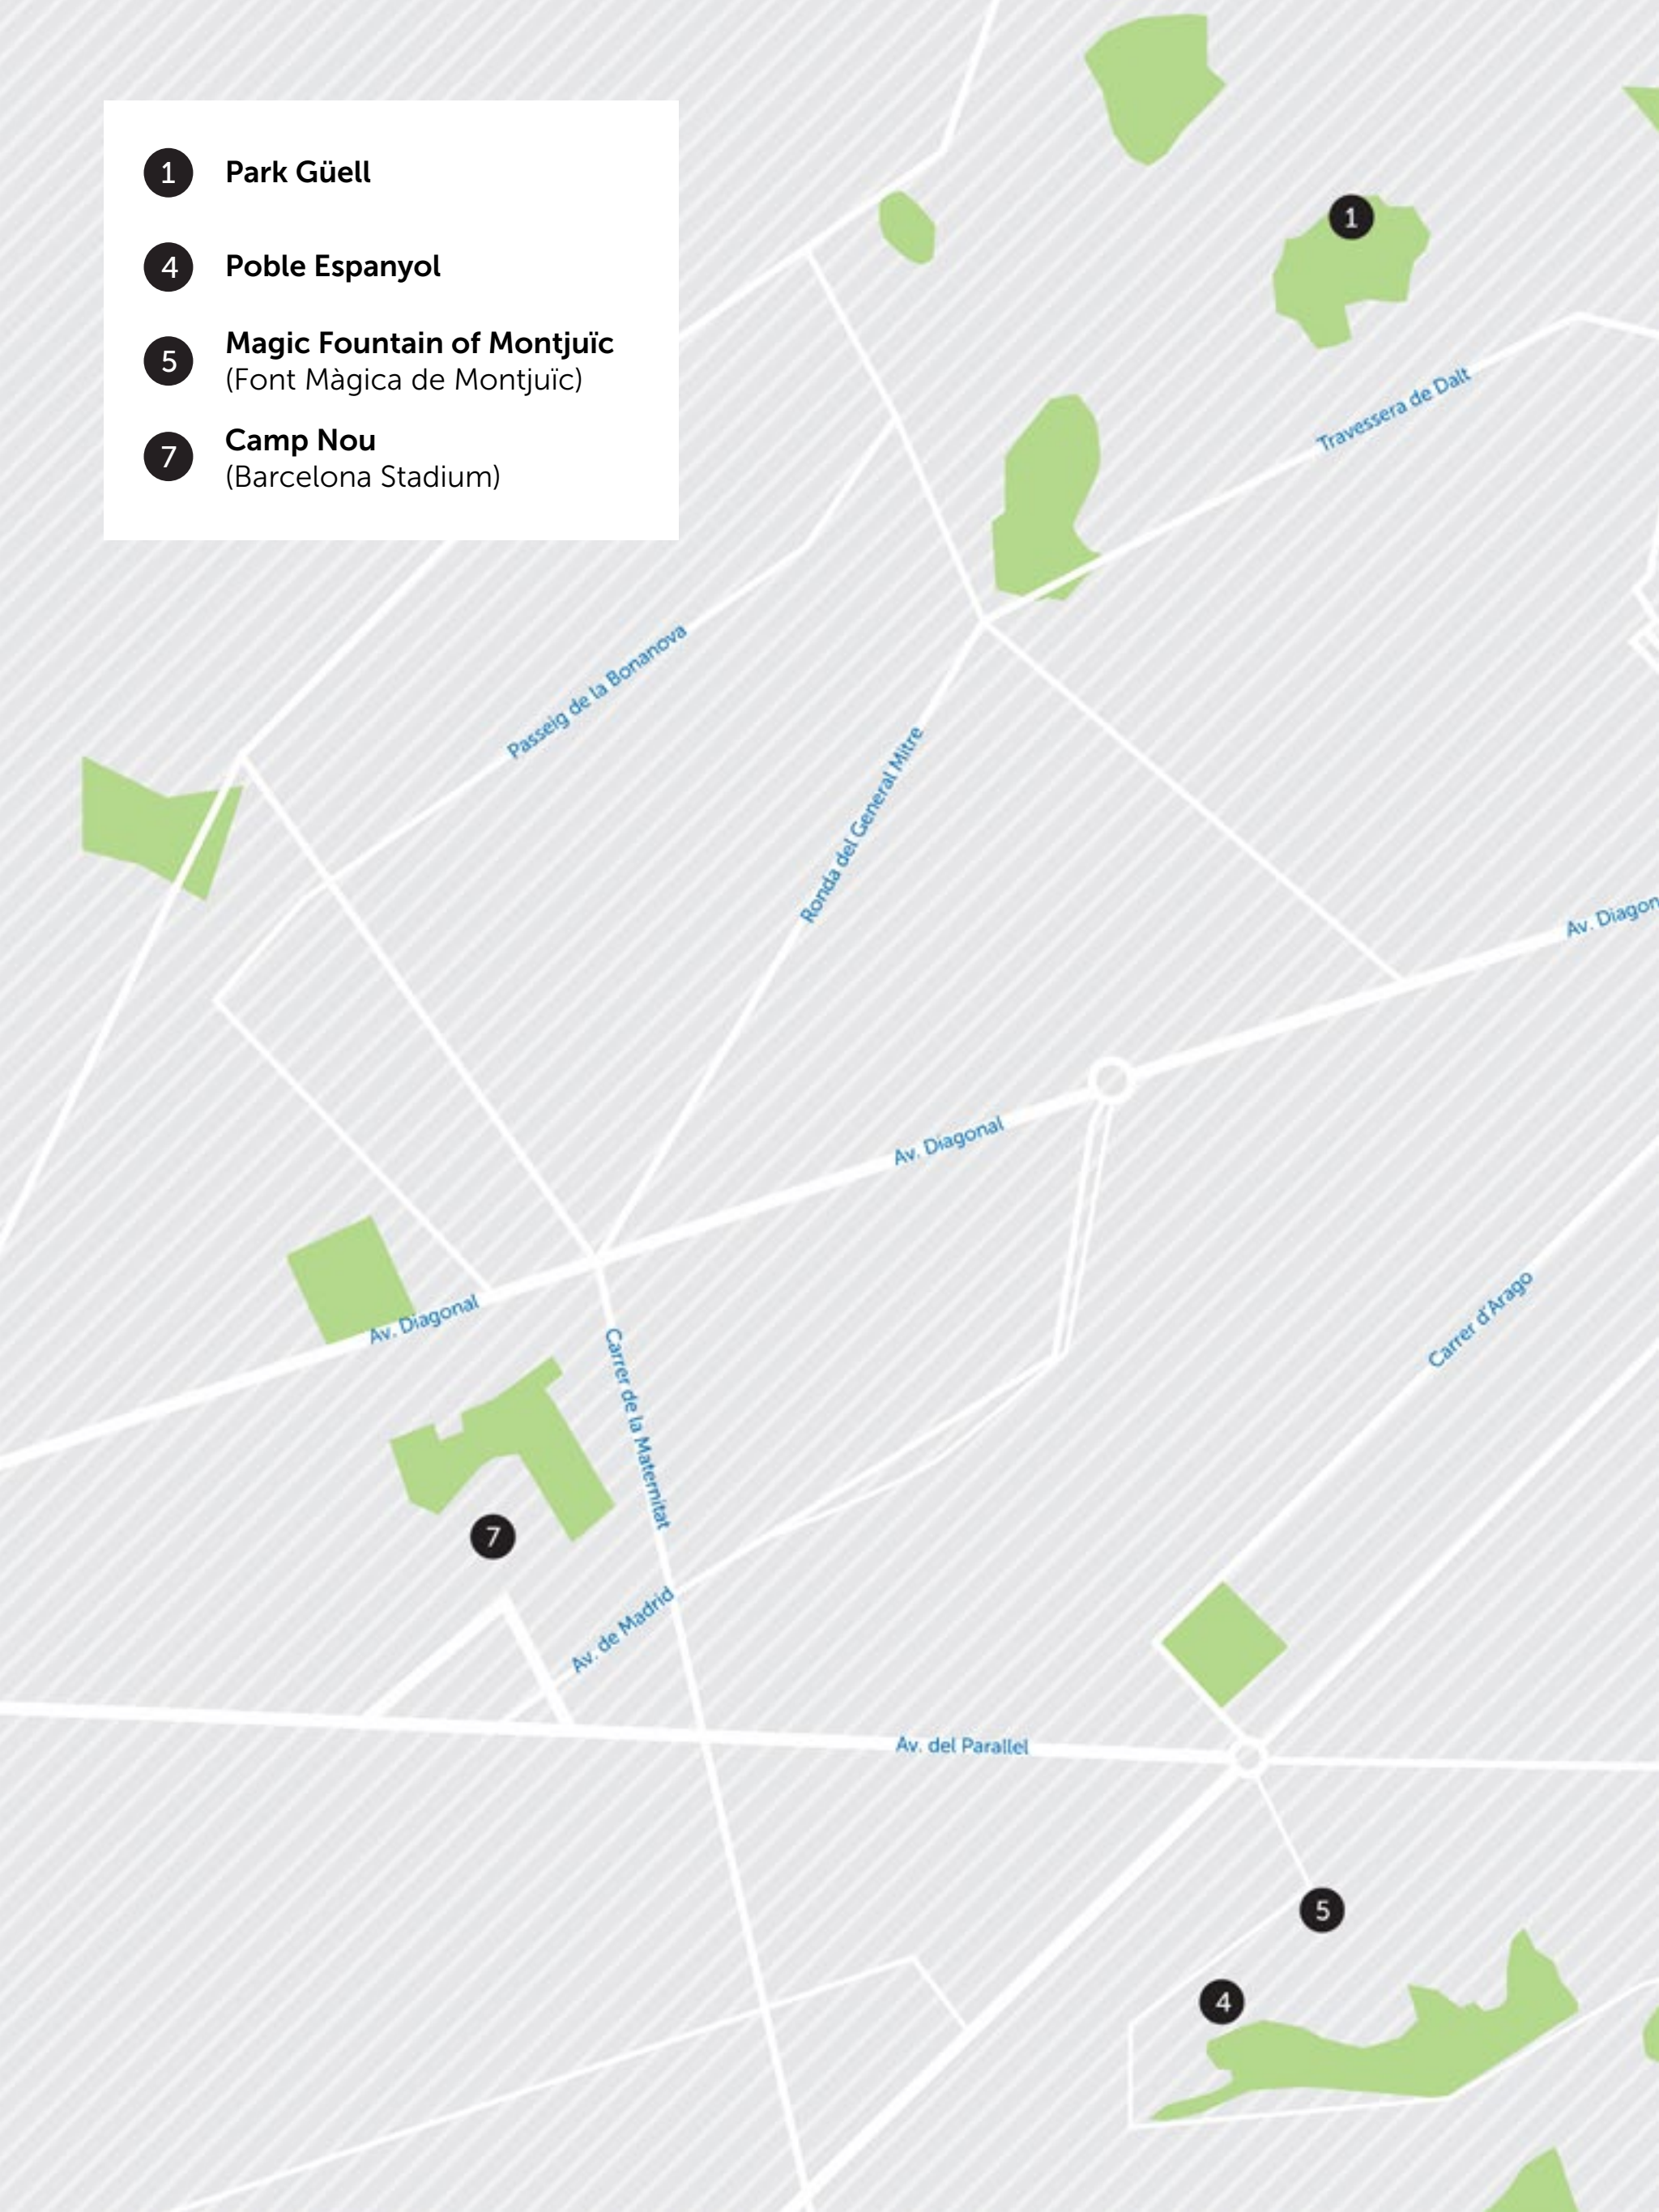 1 Park Güell
4 Poble Espanyol
5 Magic Fountain of Montjuïc
(Font Màgica de Montjuïc)
7 Camp Nou
(Barcelona Stadium)
1
Travessera de Dalt
Passeig de la Bonanova
Ronda del General Mitre
Av. Diagon
Av. Diagonal
Av. Diagonal
Carrer d'Arago
Carrer de la Maternitat
7
Av. de Madrid
Av. del Parallel
5
4